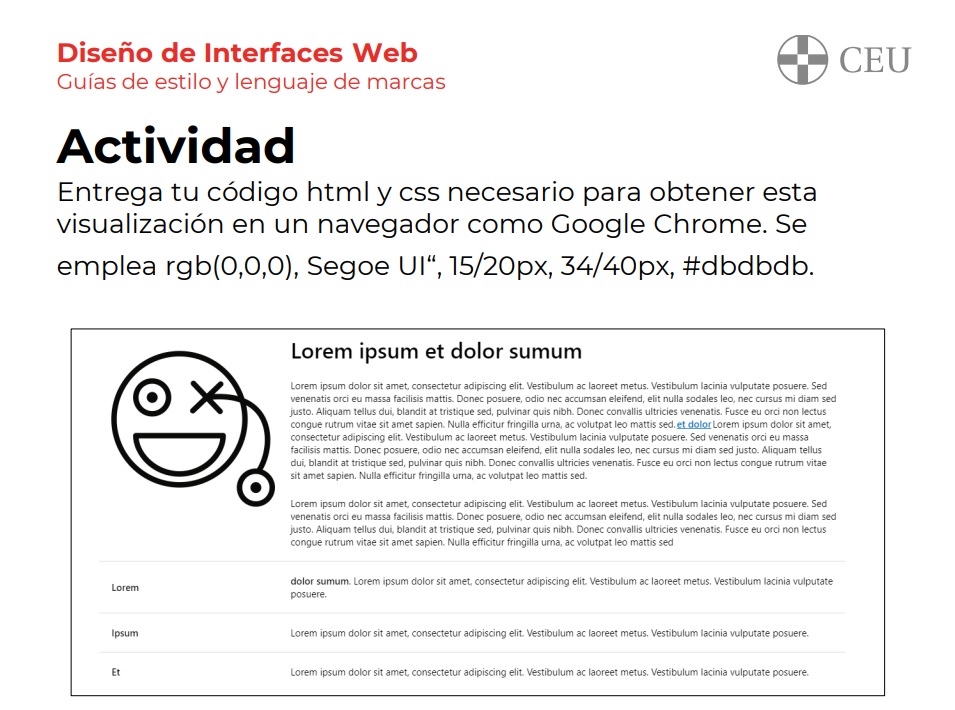 Diseño de Interfaces Web
Guías de estilo y lenguaje de marcas
CEU
Actividad
Entrega tu código html y css necesario para obtener esta
visualización en un navegador como Google Chrome. Se
emplea rgb(0,0,0), Segoe UI“, 15/20px, 34/40px, #dbdbdb.
Lorem ipsum et dolor sumum
Lorem ipsum dolor sit amet, consectetur adipiscing elit. Vestibulum ac laoreet metus. Vestibulum lacinia vulputate posuere. Sed
venenatis orci eu massa facilisis mattis. Donec posuere, odio nec accumsan eleifend, elit nulla sodales leo, nec cursus mi diam sed
justo. Aliquam tellus dui, blandit at tristique sed, pulvinar quis nibh. Donec convallis ultricies venenatis. Fusce eu orci non lectus
congue rutrum vitae sit amet sapien. Nulla efficitur fringilla urna, ac volutpat leo mattis sed.et dolor Lorem ipsum dolor sit amet,
consectetur adipiscing elit. Vestibulum ac laoreet metus. Vestibulum lacinia vulputate posuere. Sed venenatis orci eu massa
facilisis mattis. Donec posuere, odio nec accumsan eleifend, elit nulla sodales leo, nec cursus mi diam sed justo. Aliquam tellus
dui, blandit at tristique sed, pulvinar quis nibh. Donec convallis ultricies venenatis. Fusce eu orci non lectus congue rutrum vitae
sit amet sapien. Nulla efficitur fringilla urna, ac volutpat leo mattis sed.
Lorem ipsum dolor sit amet, consectetur adipiscing elit. Vestibulum ac laoreet metus. Vestibulum lacinia vulputate posuere. Sed
venenatis orci eu massa facilisis mattis. Donec posuere, odio nec accumsan eleifend, elit nulla sodales leo, nec cursus mi diam sed
justo. Aliquam tellus dui, blandit at tristique sed, pulvinar quis nibh. Donec convallis ultricies venenatis. Fusce eu orci non lectus
congue rutrum vitae sit amet sapien. Nulla efficitur fringilla urna, ac volutpat leo mattis sed
Lorem
dolor sumum. Lorem ipsum dolor sit amet, consectetur adipiscing elit. Vestibulum ac laoreet metus. Vestibulum lacinia vulputate
posuere.
Ipsum
Lorem ipsum dolor sit amet, consectetur adipiscing elit. Vestibulum ac laoreet metus. Vestibulum lacinia vulputate posuere.
Et
Lorem ipsum dolor sit amet, consectetur adipiscing elit. Vestibulum ac laoreet metus. Vestibulum lacinia vulputate posuere.